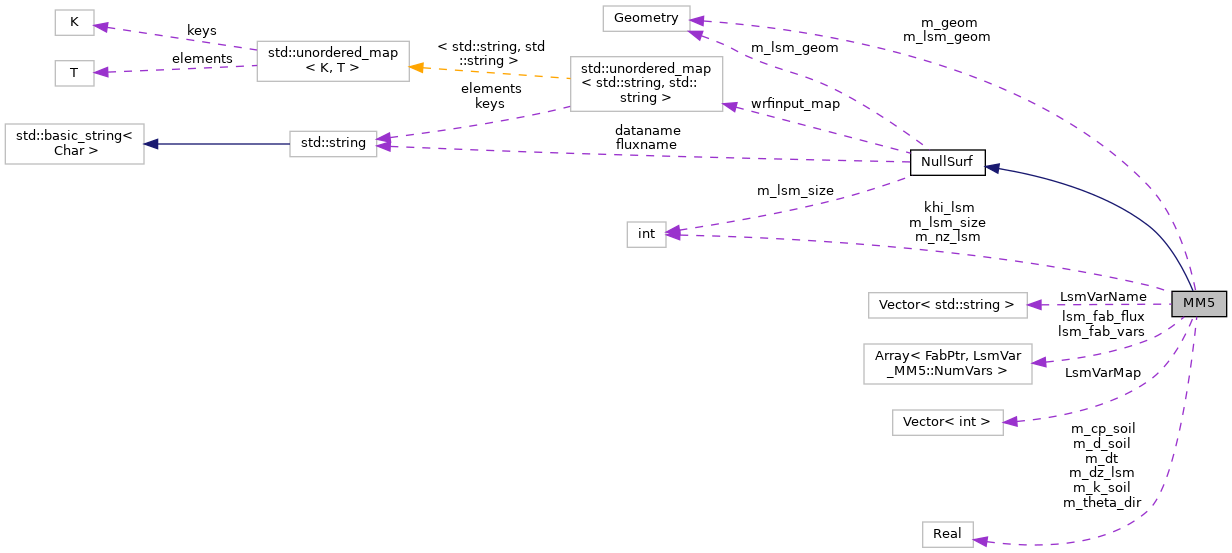 K
keys
elements
T
std::unordered_map
< K, T >
< std::string, std
::string >
std::unordered_map
< std::string, std::
string >
elements
keys
Geometry
m_geom
m_lsm_geom
m_lsm_geom
wrfinput_map
std::basic_string<
Char >
std::string
dataname
fluxname
NullSurf
m_lsm_size
int
khi_lsm
m_lsm_size
m_nz_lsm
MM5
Vector< std::string >
LsmVarName
lsm_fab_flux
lsm_fab_vars
Array< FabPtr, LsmVar
_MM5::NumVars >
LsmVarMap
Vector< int >
m_cp_soil
m_d_soil
m_dt
m_dz_lsm
m_k_soil
m_theta_dir
Real